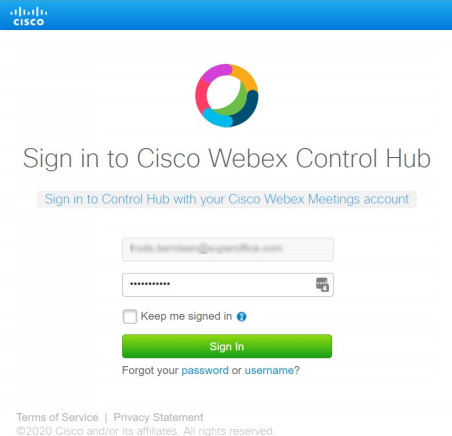 CISCO
Sign in to Cisco Webex Control Hub
Sign in to Control Hub with your Cisco Webex Meetings account
•••••••••••
Keep me signed in ?
Sign In
Forgot your password or username?
Terms of Service | Privacy Statement
©2020 Cisco and/or its affiliates. All rights reserved.